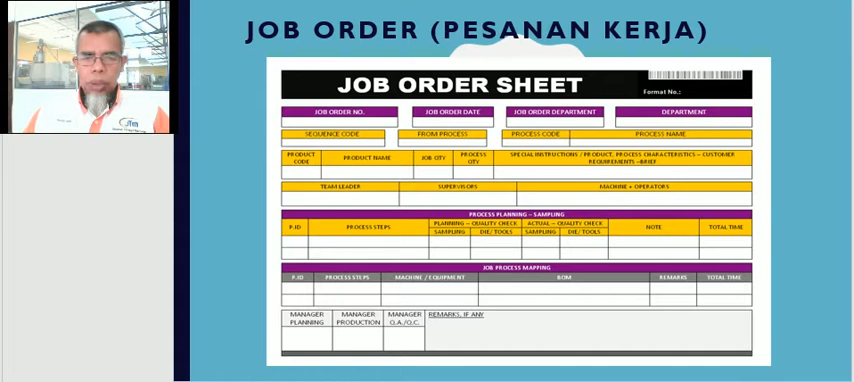 JOB ORDER (PESANAN KERJA)
JOB ORDER SHEET
Format No.:
JOB ORDER NO. JOB ORDER DATE JOB ORDER DEPARTMENT DEPARTMENT
SEQUENCE CODE FROM PROCESS PROCESS CODE PROCESS NAME
PRODUCT CODE PRODUCT NAME JOB QTY PROCESS QTY SPECIAL INSTRUCTIONS / PRODUCT, PROCESS CHARACTERISTICS – CUSTOMER
REQUIREMENTS –BRIEF
TEAM LEADER SUPERVISORS MACHINE + OPERATORS
PROCESS PLANNING – SAMPLING
P.ID PROCESS STEPS PLANNING – QUALITY CHECK ACTUAL – QUALITY CHECK NOTE TOTAL TIME
SAMPLING DIE/ TOOLS SAMPLING DIE/ TOOLS
JOB PROCESS MAPPING
P.ID PROCESS STEPS MACHINE / EQUIPMENT BOM REMARKS TOTAL TIME
MANAGER PLANNING MANAGER PRODUCTION MANAGER Q.A./Q.C. REMARKS, IF ANY